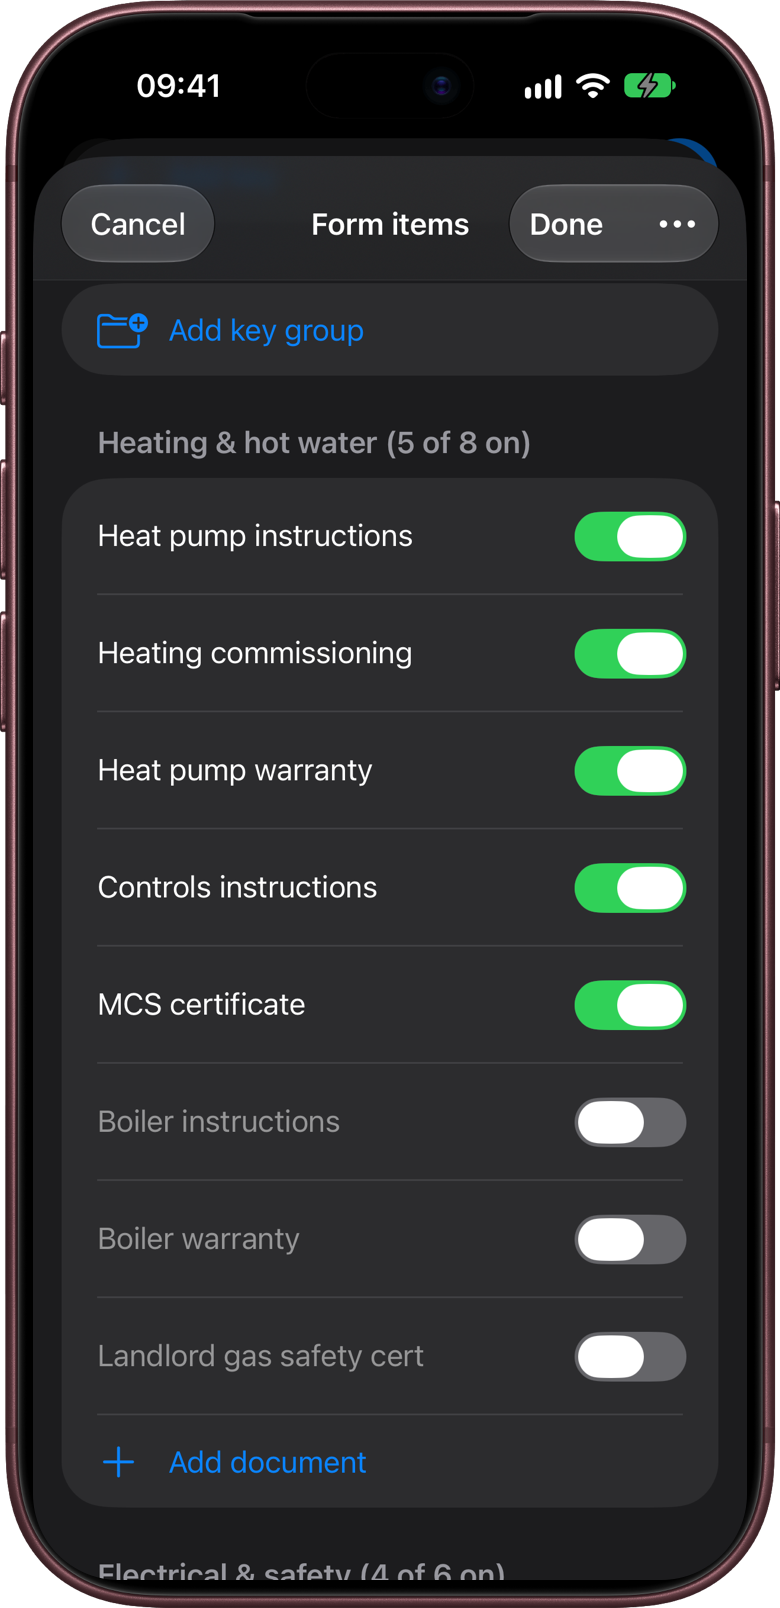 09:41
Cancel
Form items
Done
Add key group
Heating & hot water (5 of 8 on)
Heat pump instructions
Heating commissioning
Heat pump warranty
Controls instructions
MCS certificate
Boiler instructions
Boiler warranty
Landlord gas safety cert
Add document
Electrical & safety (4 of 6 on)